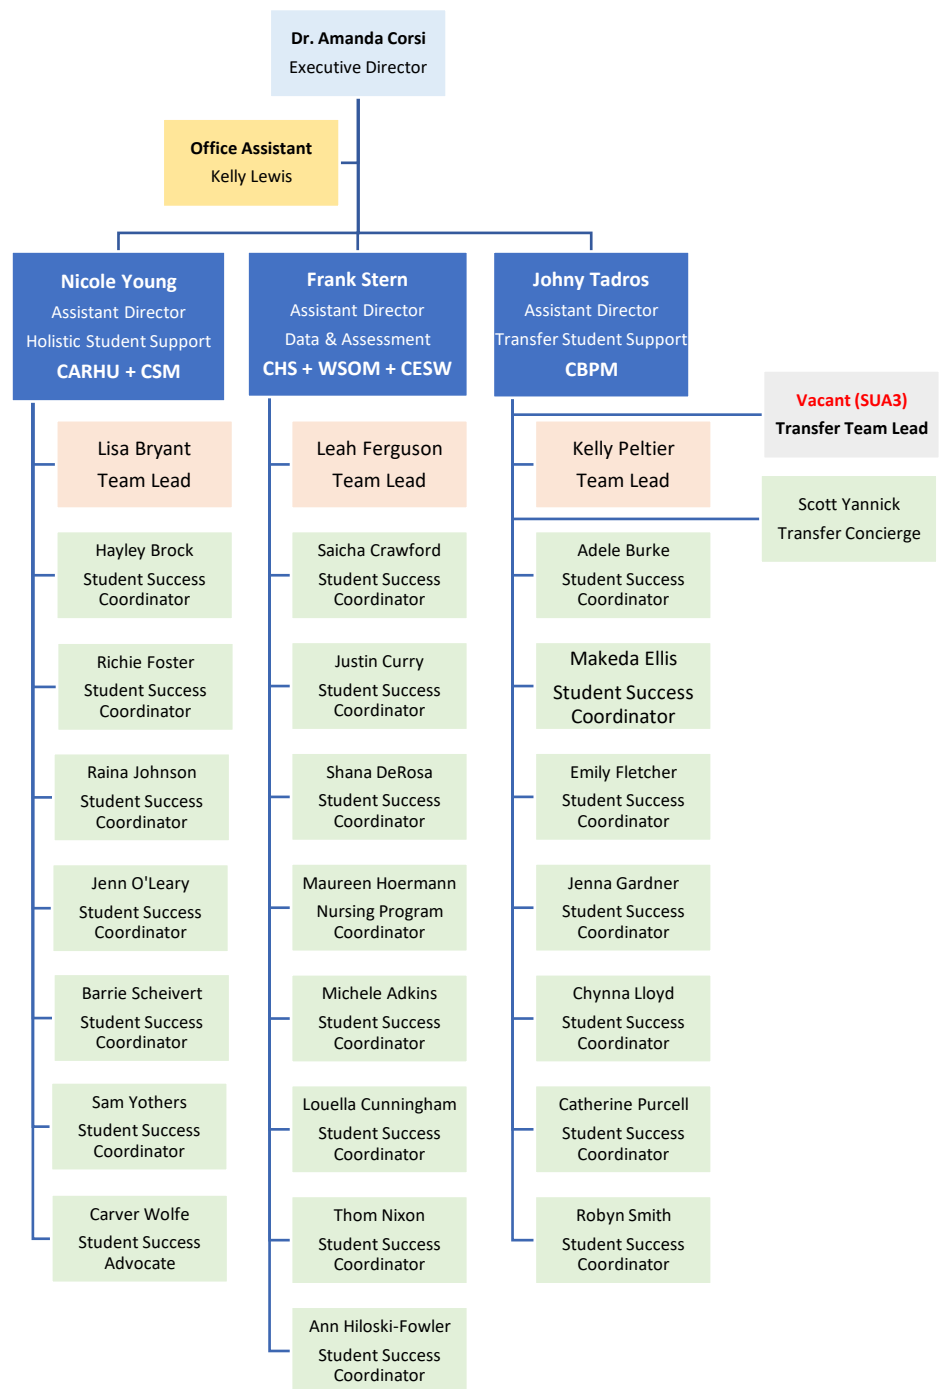 Dr. Amanda Corsi
Executive Director
Office Assistant
Kelly Lewis
Nicole Young
Assistant Director
Holistic Student Support
CARHU + CSM
Frank Stern
Assistant Director
Data & Assessment
CHS + WSOM + CESW
Johny Tadros
Assistant Director
Transfer Student Support
CBPM
Vacant (SUA3)
Transfer Team Lead
Scott Yannick
Transfer Concierge
Lisa Bryant
Team Lead
Hayley Brock
Student Success
Coordinator
Richie Foster
Student Success
Coordinator
Raina Johnson
Student Success
Coordinator
Jenn O'Leary
Student Success
Coordinator
Barrie Scheivert
Student Success
Coordinator
Sam Yothers
Student Success
Coordinator
Carver Wolfe
Student Success
Advocate
Leah Ferguson
Team Lead
Saicha Crawford
Student Success
Coordinator
Justin Curry
Student Success
Coordinator
Shana DeRosa
Student Success
Coordinator
Maureen Hoermann
Nursing Program
Coordinator
Michele Adkins
Student Success
Coordinator
Louella Cunningham
Student Success
Coordinator
Thom Nixon
Student Success
Coordinator
Ann Hiloski-Fowler
Student Success
Coordinator
Kelly Peltier
Team Lead
Adele Burke
Student Success
Coordinator
Makeda Ellis
Student Success
Coordinator
Emily Fletcher
Student Success
Coordinator
Jenna Gardner
Student Success
Coordinator
Chynna Lloyd
Student Success
Coordinator
Catherine Purcell
Student Success
Coordinator
Robyn Smith
Student Success
Coordinator